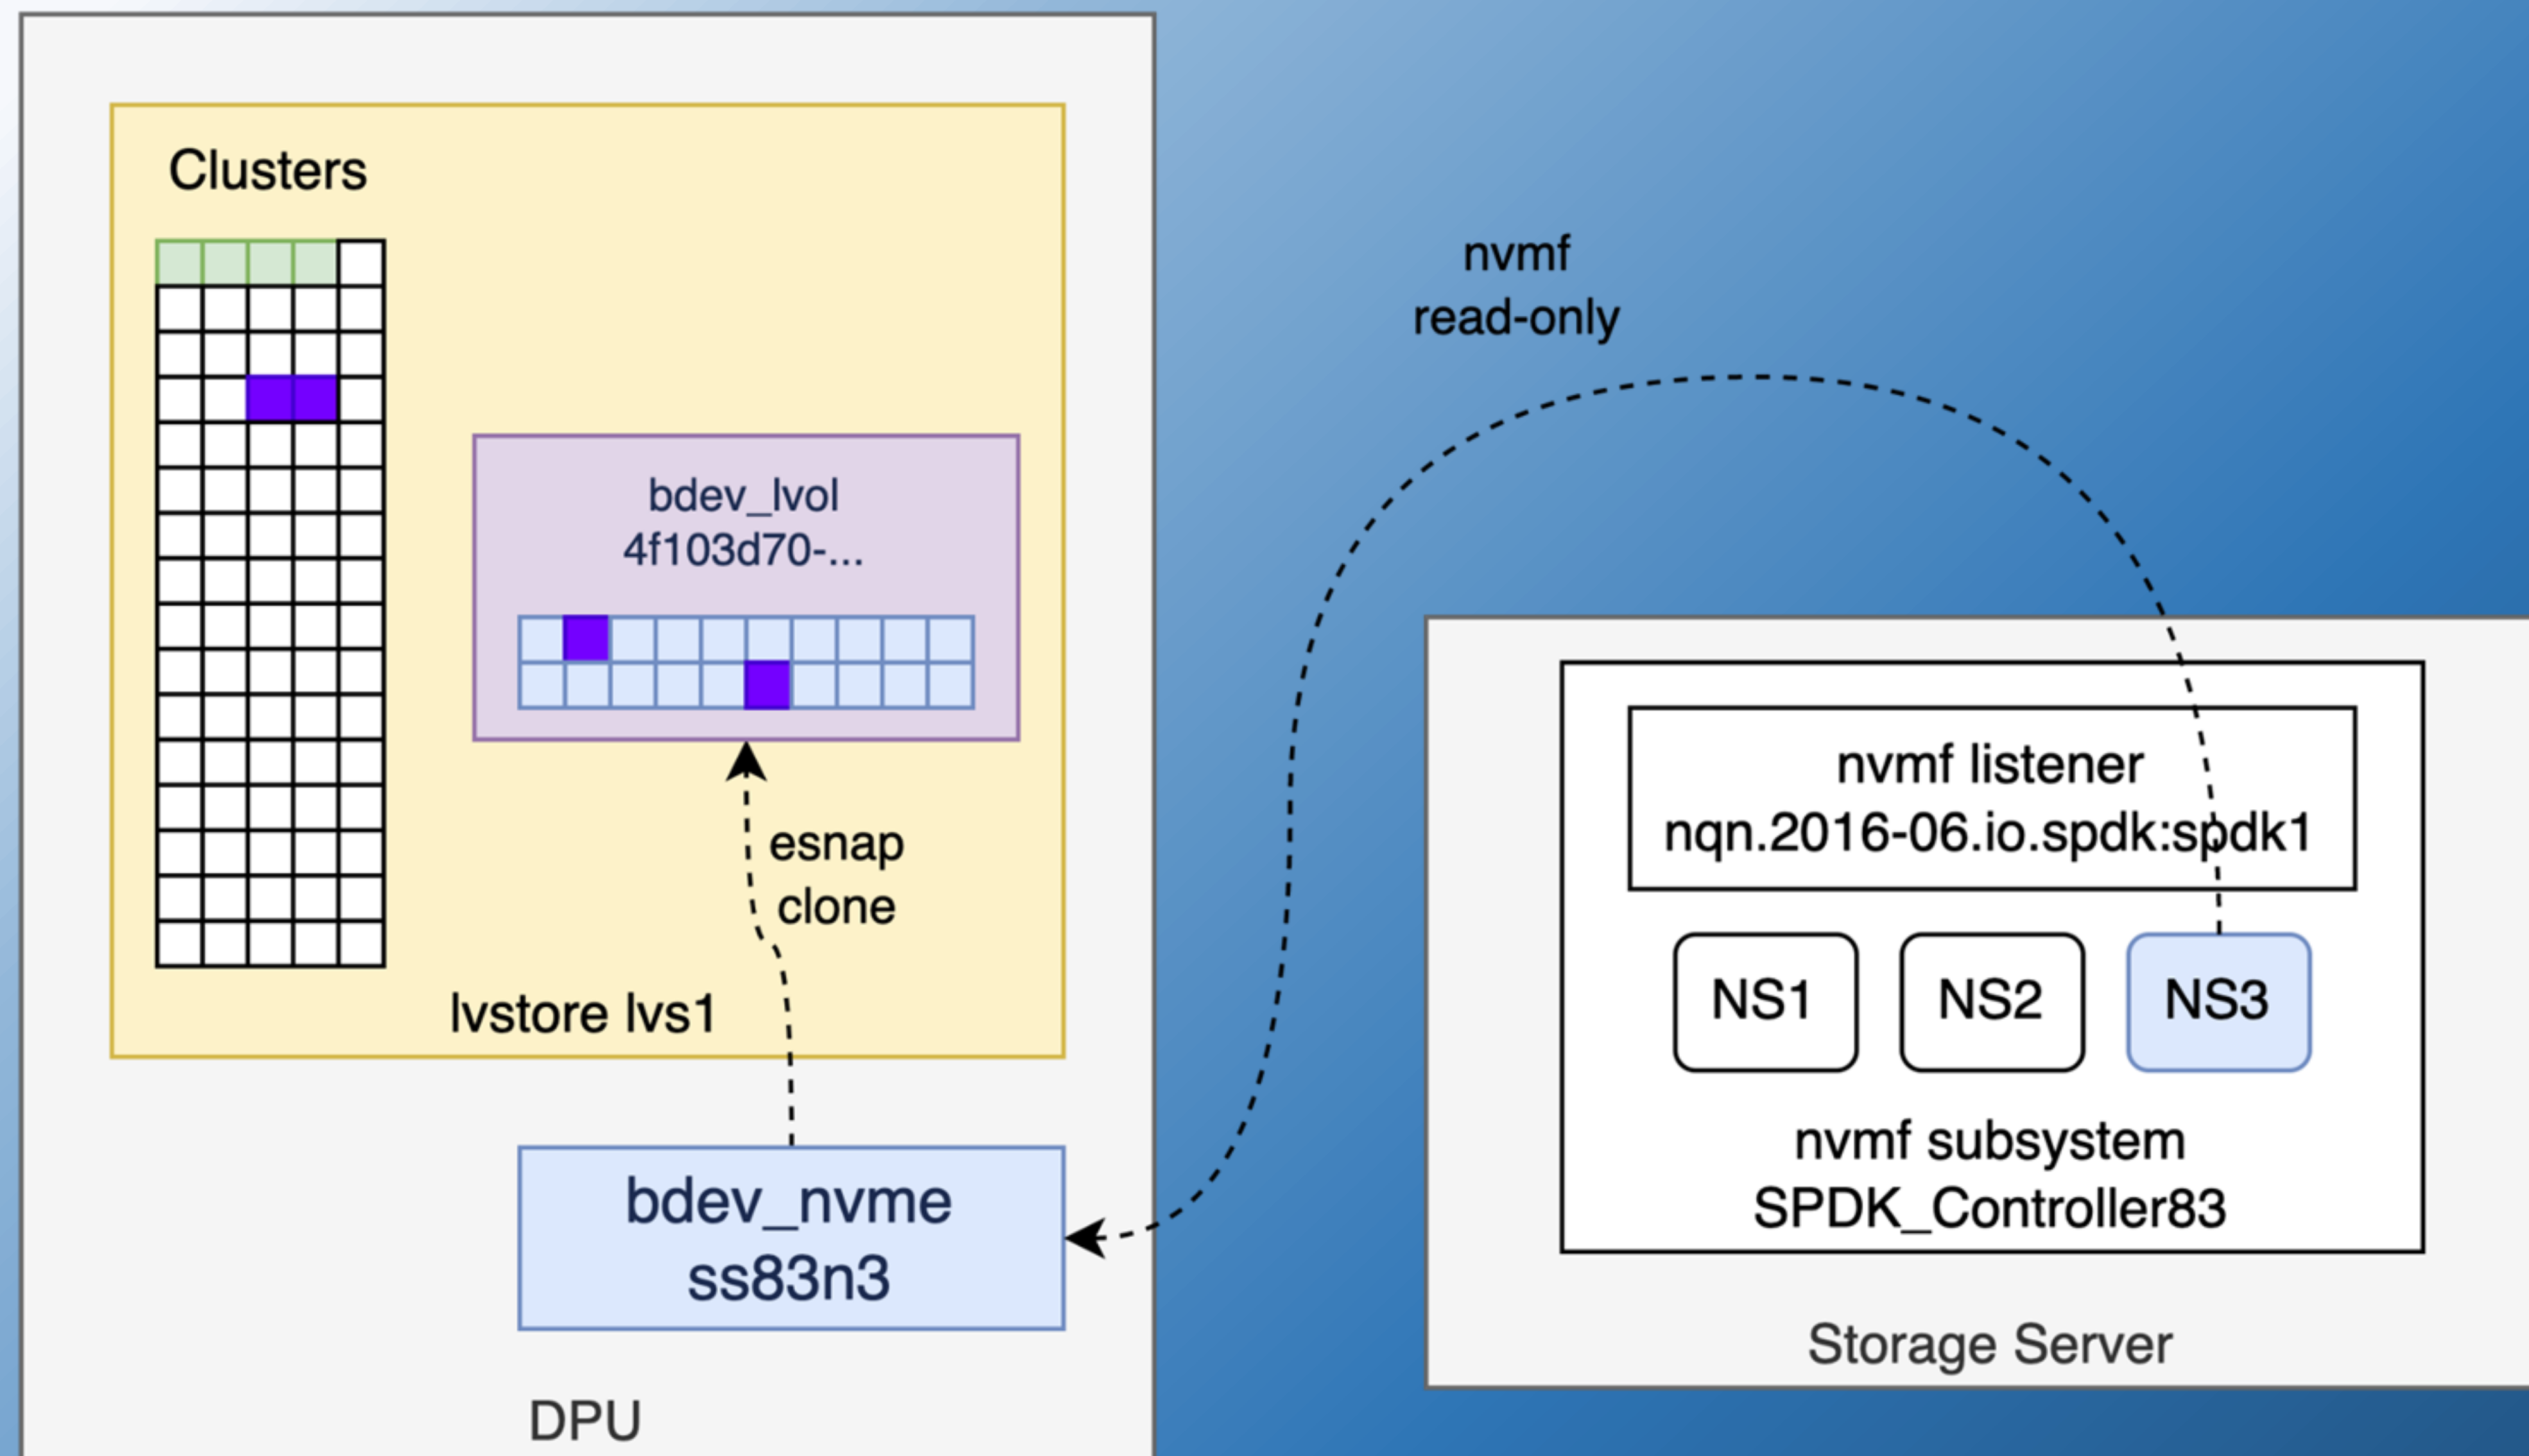 Clusters
bdev_lvol
4f103d70-...
esnap
clone
lvstore lvs1
bdev_nvme
ss83n3
DPU
nvmf
read-only
nvmf listener
nqn.2016-06.io.spdk:spdk1
NS1
NS2
NS3
nvmf subsystem
SPDK_Controller83
Storage Server